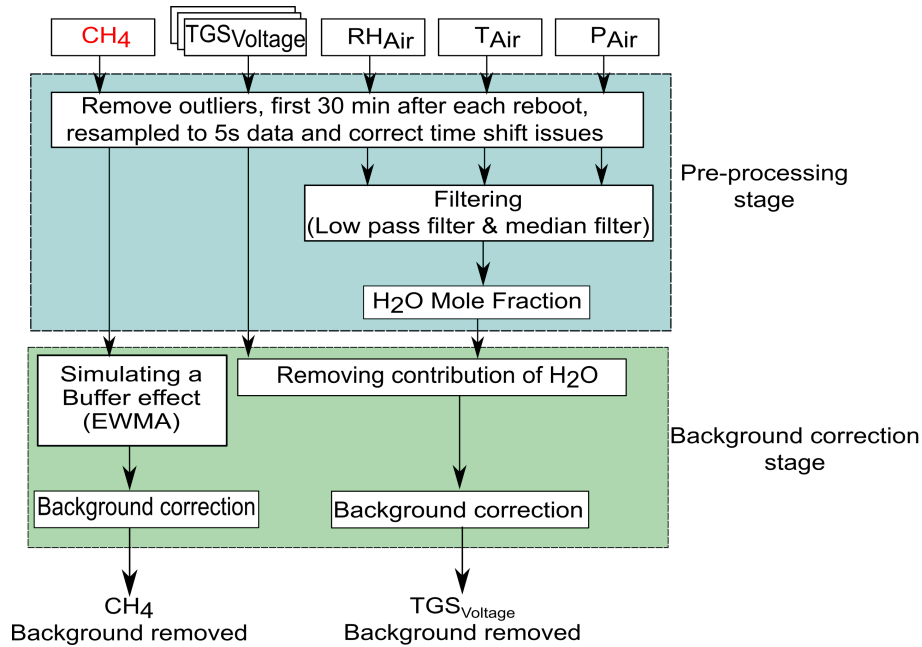 CH4 TGSVoltage RHAir TAir PAir
Remove outliers, first 30 min after each reboot,
resampled to 5s data and correct time shift issues
Pre-processing
stage
Filtering
(Low pass filter & median filter)
H2O Mole Fraction
Simulating a
Buffer effect
(EWMA)
Removing contribution of H2O
Background correction
stage
Background correction
Background correction
CH4
Background removed
TGSVoltage
Background removed